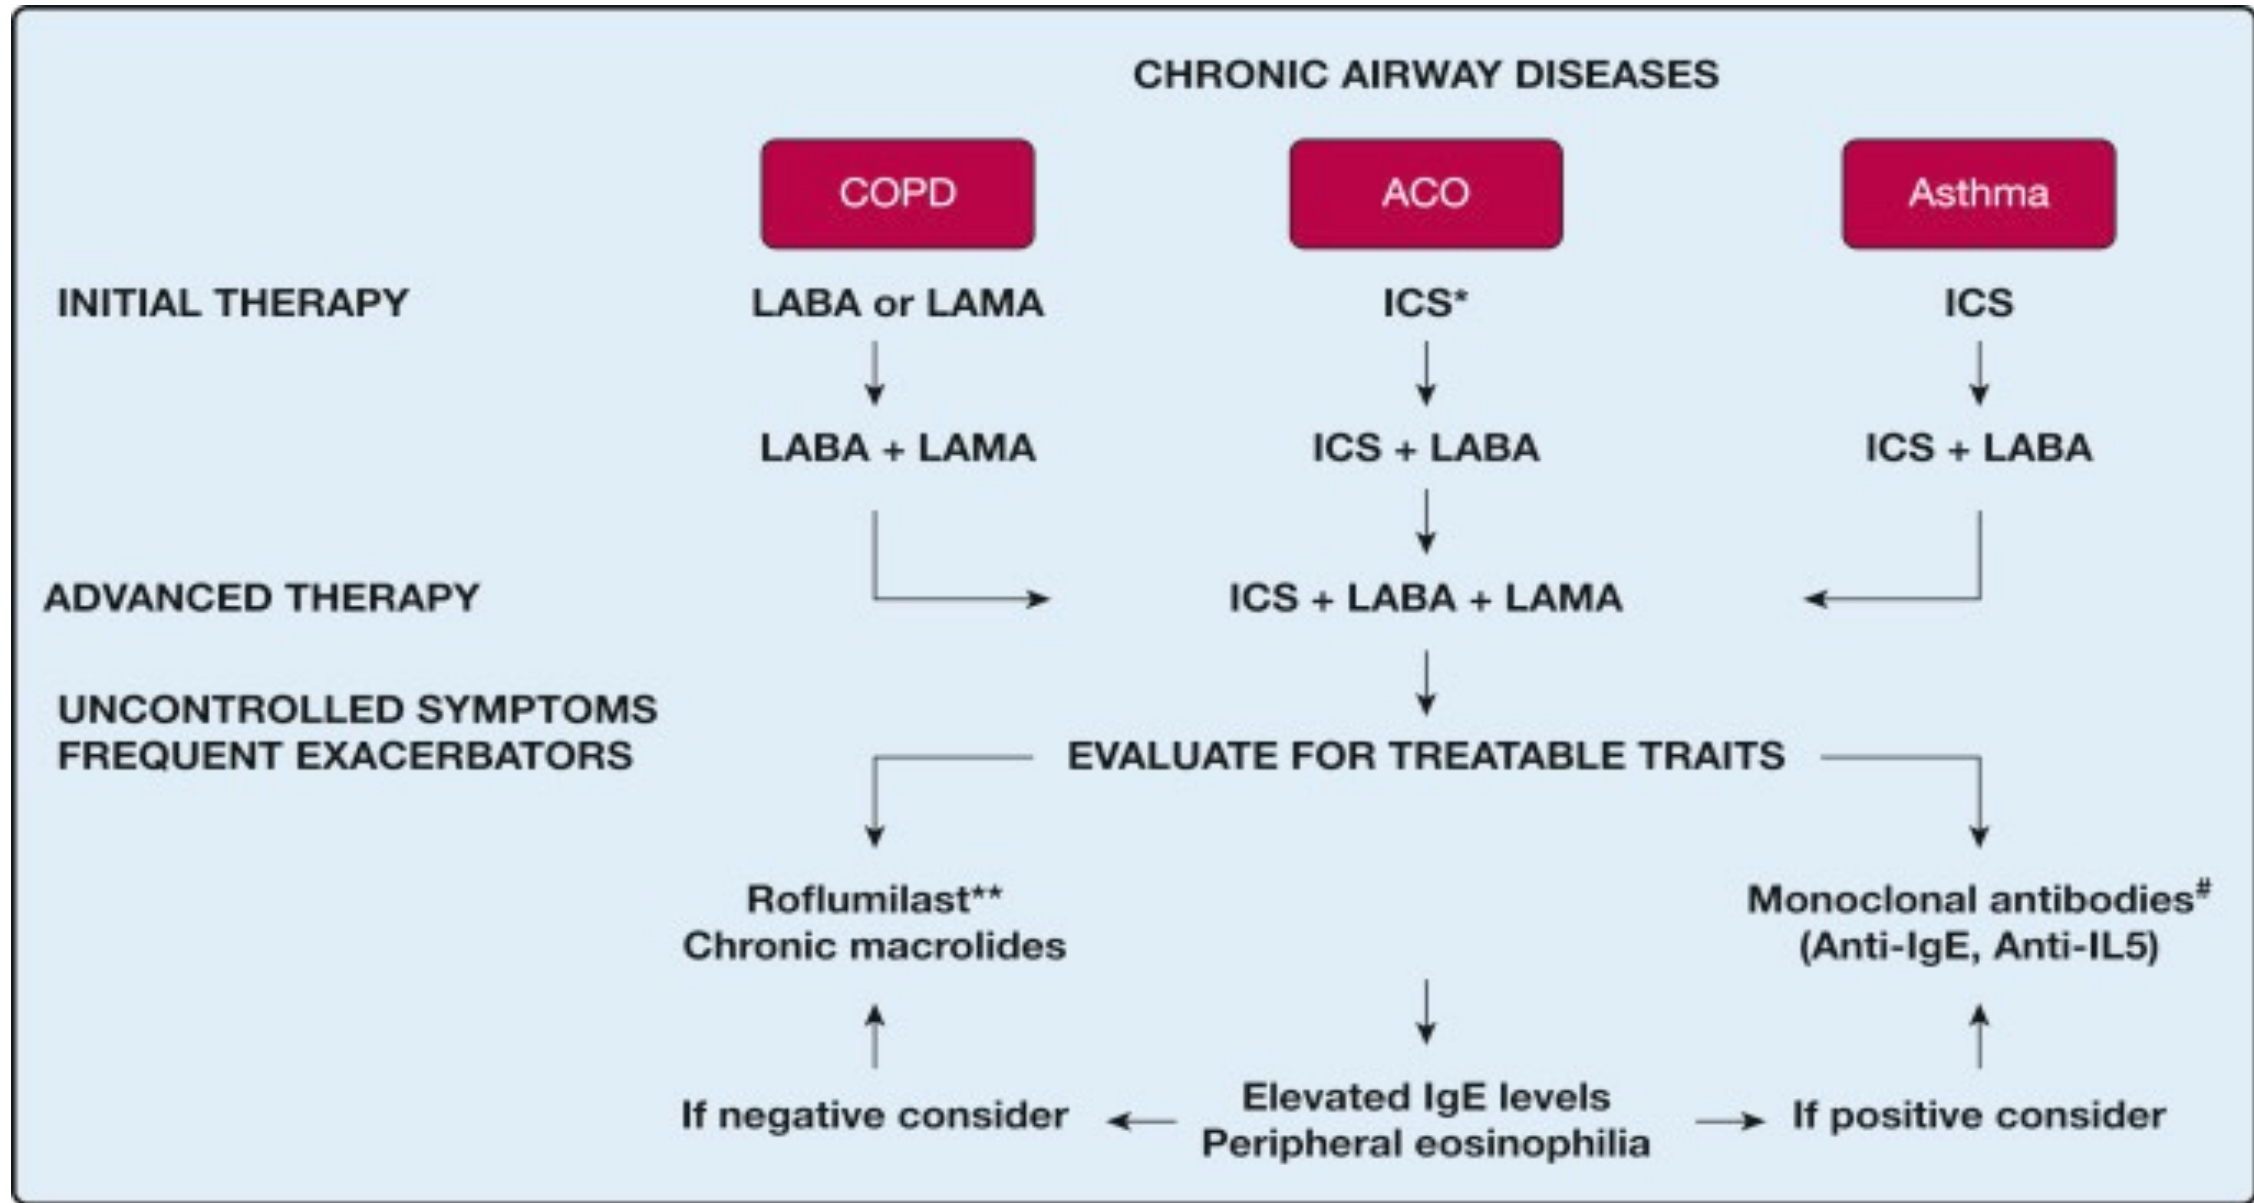 CHRONIC AIRWAY DISEASES
COPD
ACO
Asthma
INITIAL THERAPY
LABA or LAMA
ICS*
ICS
LABA + LAMA
ICS + LABA
ICS + LABA
ADVANCED THERAPY
ICS + LABA + LAMA
UNCONTROLLED SYMPTOMS
FREQUENT EXACERBATORS
EVALUATE FOR TREATABLE TRAITS
Roflumilast**
Chronic macrolides
Monoclonal antibodies#
(Anti-IgE, Anti-IL5)
If negative consider
Elevated IgE levels
Peripheral eosinophilia
If positive consider